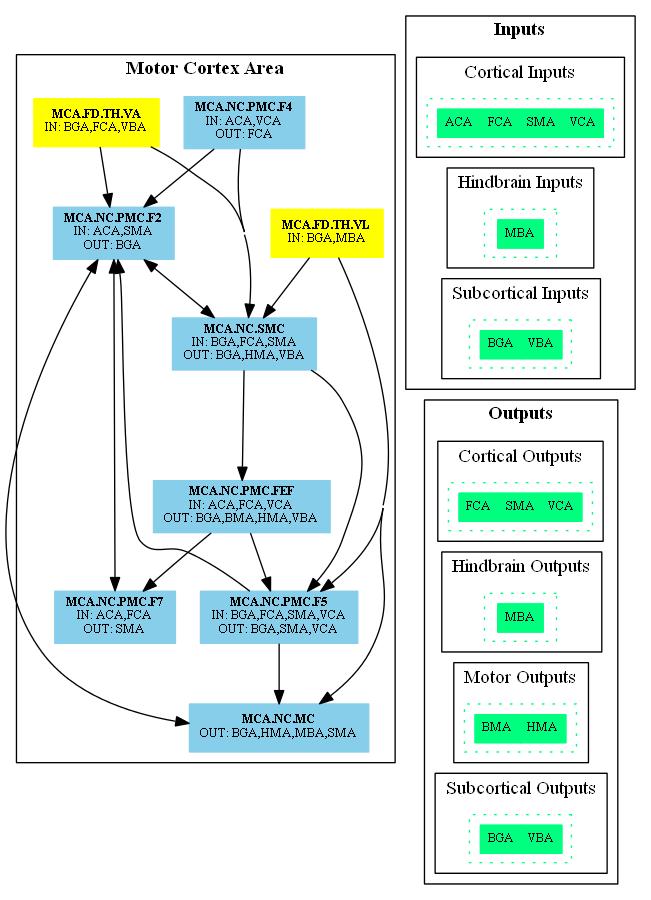 Motor Cortex Area
MCA.FD.TH.VA
IN: BGA,FCA,VBA
MCA.NC.PMC.F4
IN: ACA,VCA
OUT: FCA
MCA.NC.PMC.F2
IN: ACA,SMA
OUT: BGA
MCA.FD.TH.VL
IN: BGA,MBA
MCA.NC.SMC
IN: BGA,FCA,SMA
OUT: BGA,HMA,VBA
MCA.NC.PMC.FEF
IN: ACA,FCA,VCA
OUT: BGA,BMA,HMA,VBA
MCA.NC.PMC.F7
IN: ACA,FCA
OUT: SMA
MCA.NC.PMC.F5
IN: BGA,FCA,SMA,VCA
OUT: BGA,SMA,VCA
MCA.NC.MC
OUT: BGA,HMA,MBA,SMA
Inputs
Cortical Inputs
ACA FCA SMA VCA
Hindbrain Inputs
MBA
Subcortical Inputs
BGA VBA
Outputs
Cortical Outputs
FCA SMA VCA
Hindbrain Outputs
MBA
Motor Outputs
BMA HMA
Subcortical Outputs
BGA VBA